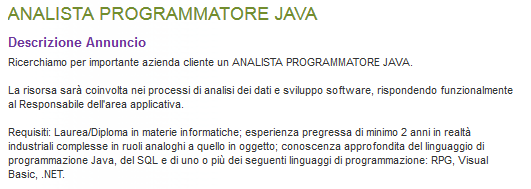 ANALISTA PROGRAMMATORE JAVA
Descrizione Annuncio
Ricerchiamo per importante azienda cliente un ANALISTA PROGRAMMATORE JAVA.
La risorsa sarà coinvolta nei processi di analisi dei dati e sviluppo software, rispondendo funzionalmente
al Responsabile dell'area applicativa.
Requisiti: Laurea/Diploma in materie informatiche; esperienza pregressa di minimo 2 anni in realtà
industriali complesse in ruoli analoghi a quello in oggetto; conoscenza approfondita del linguaggio di
programmazione Java, del SQL e di uno o più dei seguenti linguaggi di programmazione: RPG, Visual
Basic, .NET.